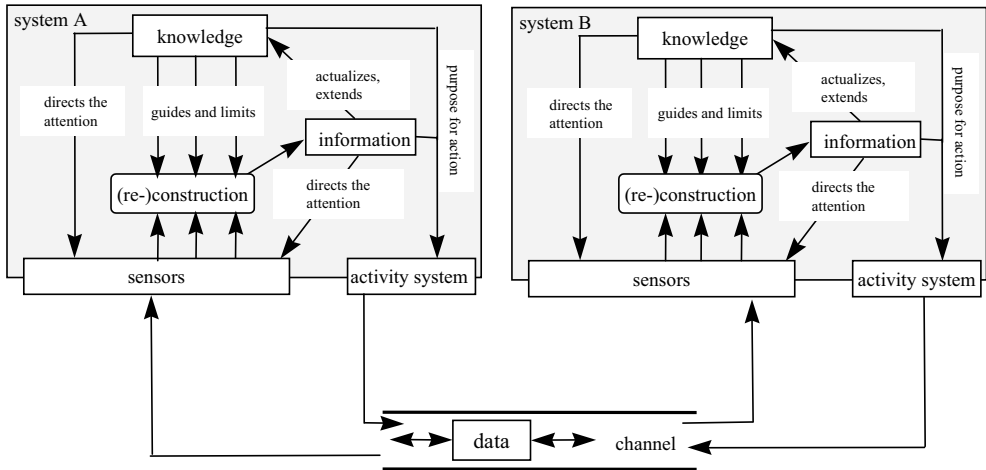 system A
knowledge
directs the
attention
guides and limits
actualizes,
extends
purpose for action
information
(re-)construction
directs the
attention
sensors
activity system
system B
knowledge
directs the
attention
guides and limits
actualizes,
extends
purpose for action
information
(re-)construction
directs the
attention
sensors
activity system
data
channel